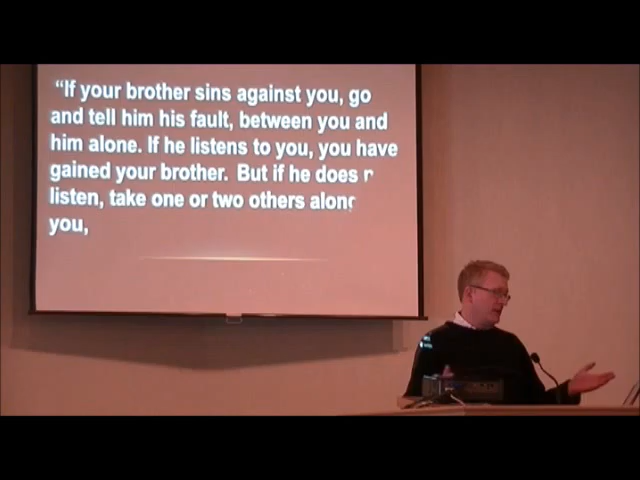 “If your brother sins against you, go
and tell him his fault, between you and
him alone. If he listens to you, you have
gained your brother. But if he does
listen, take one or two others along
you,